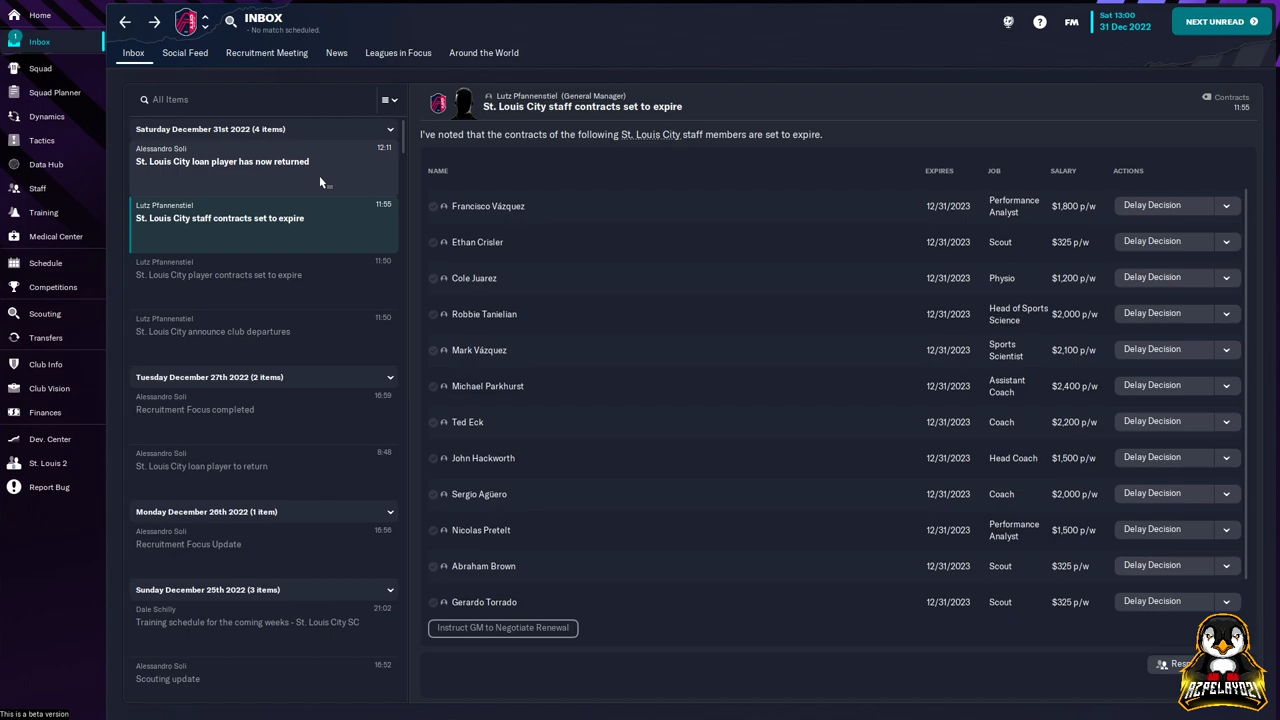 Home
1
Inbox
Squad
Squad Planner
Dynamics
Tactics
Data Hub
Staff
Training
Medical Center
Schedule
Competitions
Scouting
Transfers
Club Info
Club Vision
Finances
Dev. Center
St. Louis 2
Report Bug
This is a beta version
INBOX
- No match scheduled.
FM
Sat 13:00
31 Dec 2022
NEXT UNREAD
Inbox
Social Feed
Recruitment Meeting
News
Leagues in Focus
Around the World
All Items
Saturday December 31st 2022 (4 items)
Alessandro Soli 12:11
St. Louis City loan player has now returned
Lutz Pfannenstiel 11:55
St. Louis City staff contracts set to expire
Lutz Pfannenstiel 11:50
St. Louis City player contracts set to expire
Lutz Pfannenstiel 11:50
St. Louis City announce club departures
Tuesday December 27th 2022 (2 items)
Alessandro Soli 16:59
Recruitment Focus completed
Alessandro Soli 8:48
St. Louis City loan player to return
Monday December 26th 2022 (1 item)
Alessandro Soli 16:56
Recruitment Focus Update
Sunday December 25th 2022 (3 items)
Dale Schilly 21:02
Training schedule for the coming weeks - St. Louis City SC
Alessandro Soli 16:52
Scouting update
Lutz Pfannenstiel (General Manager)
St. Louis City staff contracts set to expire
Contracts
11:55
I've noted that the contracts of the following St. Louis City staff members are set to expire.
NAME EXPIRES JOB SALARY ACTIONS
Francisco Vázquez 12/31/2023 Performance Analyst $1,800 p/w Delay Decision
Ethan Crisler 12/31/2023 Scout $325 p/w Delay Decision
Cole Juarez 12/31/2023 Physio $1,200 p/w Delay Decision
Robbie Tanielian 12/31/2023 Head of Sports Science $2,000 p/w Delay Decision
Mark Vázquez 12/31/2023 Sports Scientist $2,100 p/w Delay Decision
Michael Parkhurst 12/31/2023 Assistant Coach $2,400 p/w Delay Decision
Ted Eck 12/31/2023 Coach $2,200 p/w Delay Decision
John Hackworth 12/31/2023 Head Coach $1,500 p/w Delay Decision
Sergio Agüero 12/31/2023 Coach $2,000 p/w Delay Decision
Nicolas Pretelt 12/31/2023 Performance Analyst $1,500 p/w Delay Decision
Abraham Brown 12/31/2023 Scout $325 p/w Delay Decision
Gerardo Torrado 12/31/2023 Scout $325 p/w Delay Decision
Instruct GM to Negotiate Renewal
AZPELAYO21